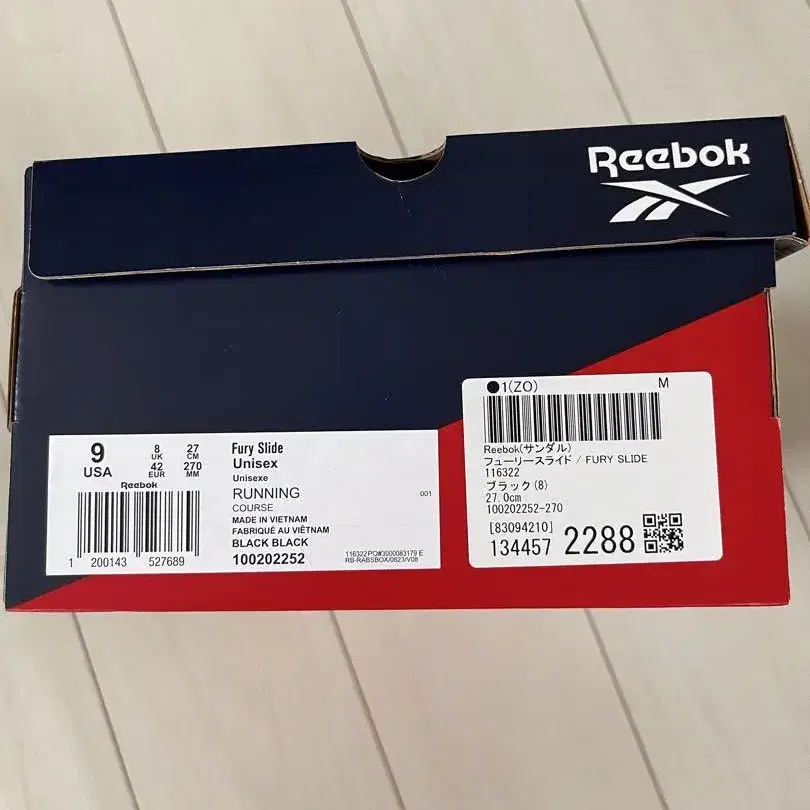 Reebok
9
USA
8
UK
27
CM
42
EUR
270
MM
Reebok
1 200143 527689
Fury Slide
Unisex
Unisexe
RUNNING
001
COURSE
MADE IN VIETNAM
FABRIQUÉ AU VIÊTNAM
BLACK BLACK
100202252
116322PO#3000083179 E
RB-RABSBOX/0623/V08
●1(ZO) M
Reebok(サンダル)
フューリースライド / FURY SLIDE
116322
ブラック(8)
27.0cm
100202252-270
[83094210]
134457 2288